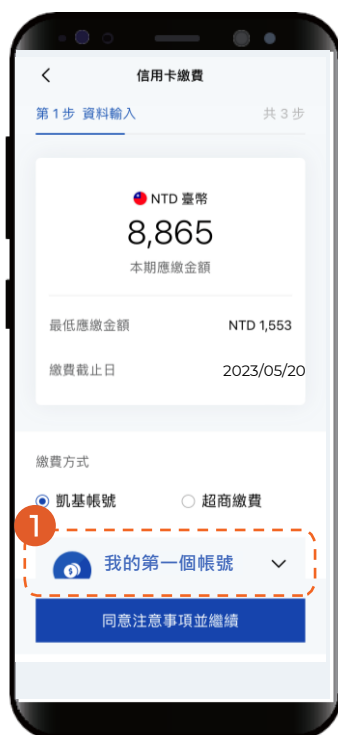 信用卡繳費
第1步 資料輸入 共3步
NTD 臺幣
8,865
本期應繳金額
最低應繳金額 NTD 1,553
繳費截止日 2023/05/20
繳費方式
凱基帳號 超商繳費
1
我的第一個帳號
同意注意事項並繼續